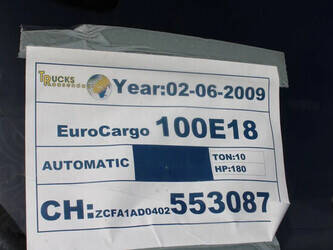 TRUCKS
Year:02-06-2009
EuroCargo 100E18
AUTOMATIC
TON:10
HP:180
CH:ZCFA1AD0402553087